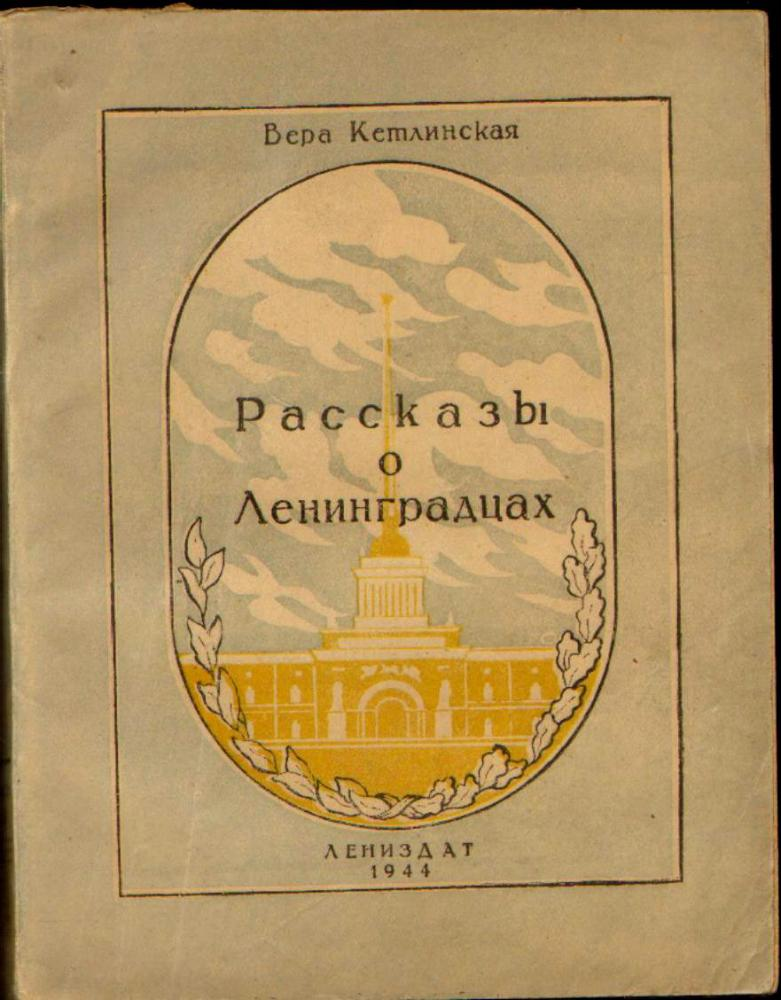 Вера Кетлинская
Рассказы
о
Ленинградцах
ЛЕНИЗДАТ
1944